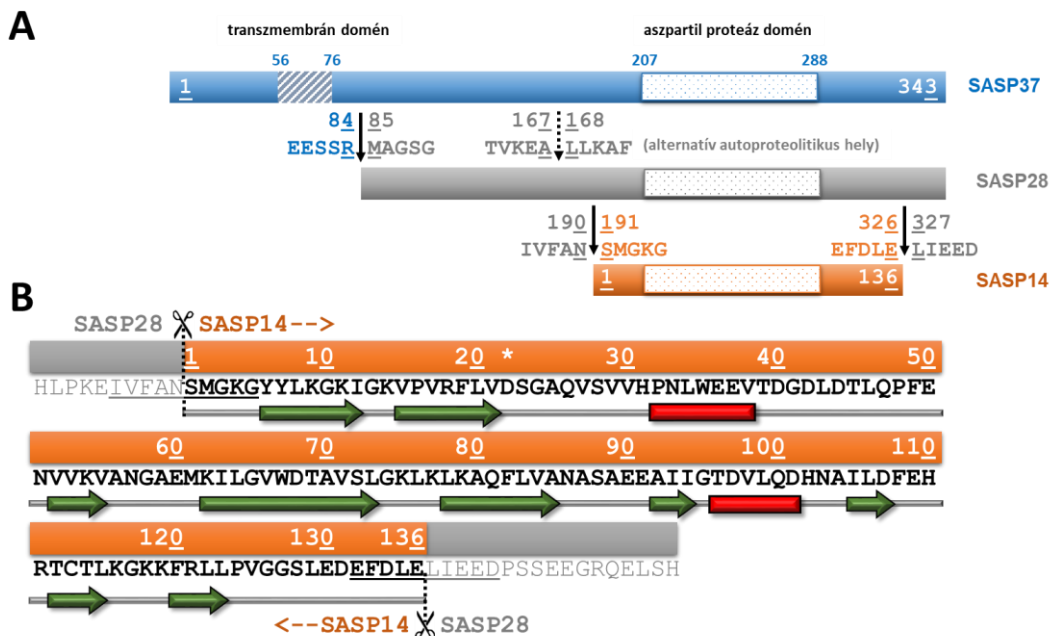 A
transzmembrán domén aszpartil proteáz domén
56 76 207 288
1 343 SASP37
84 85 167 168
EESSR MAGSG TVKEA LLKAF (alternatív autoproteolitikus hely)
SASP28
190 191 326 327
IVFAN SMGKG EFDLE LIEED
1 136 SASP14
B
SASP28 SASP14-->
1 10 20 * 30 40 50
HLPKEIVFANSMGKGYYLKGKIGKVPVRFLVDSGAQVSVVHPNLWEEVTDGDLDTLQPFE
60 70 80 90 100 110
NVVKVANGAEMKILGVWDTAVSLGKLKLKAQFLVANASAEEAIIGTDVLQDHNAILDFEH
120 130 136
RTCTLKGKKFRLLPVGGSLEDEFDLELIEEDPSSEEGRQELSH
<--SASP14 SASP28